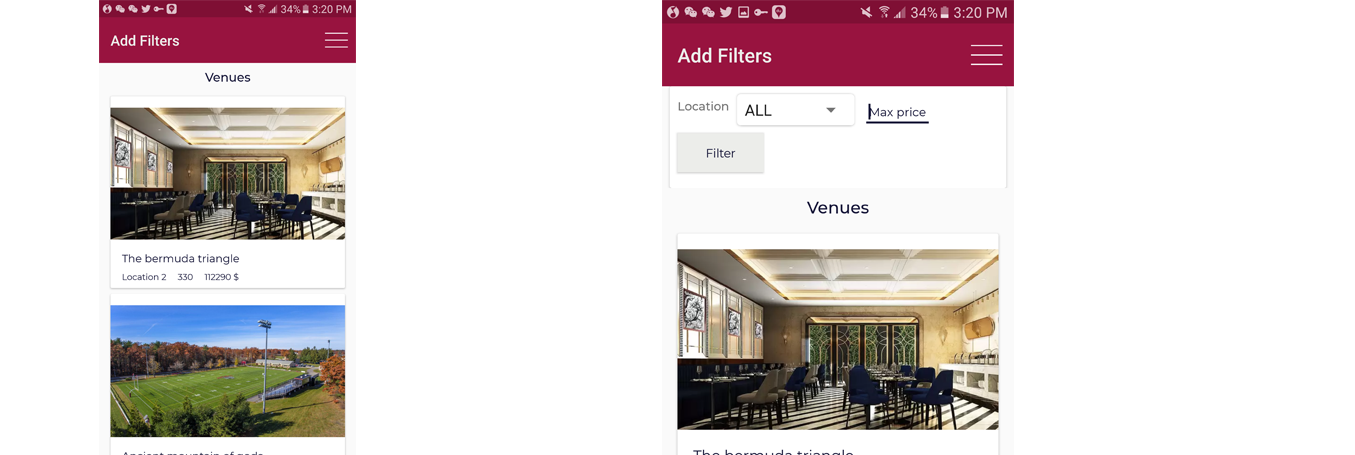 34% 3:20 PM
Add Filters
Venues
The bermuda triangle
Location 2 330 112290 $
Ancient mountain of gods
34% 3:20 PM
Add Filters
Location ALL Max price
Filter
Venues
The bermuda triangle